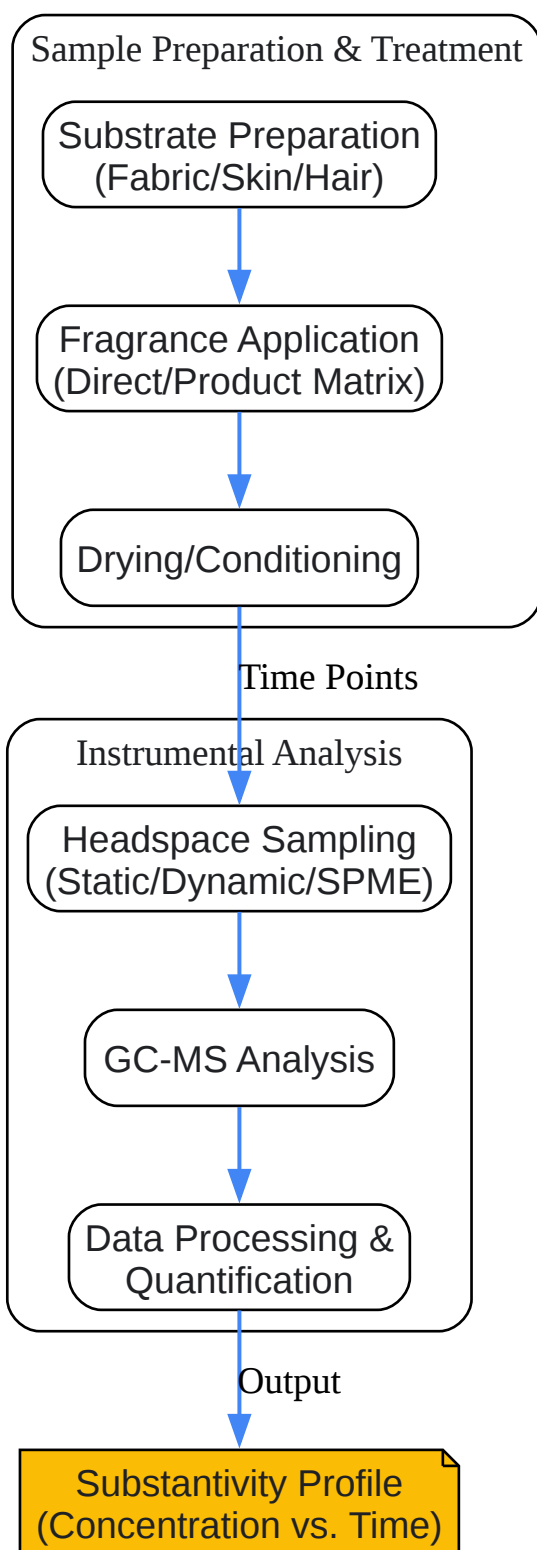 Sample Preparation & Treatment
Substrate Preparation
(Fabric/Skin/Hair)
Fragrance Application
(Direct/Product Matrix)
Drying/Conditioning
Time Points
Instrumental Analysis
Headspace Sampling
(Static/Dynamic/SPME)
GC-MS Analysis
Data Processing &
Quantification
Output
Substantivity Profile
(Concentration vs. Time)